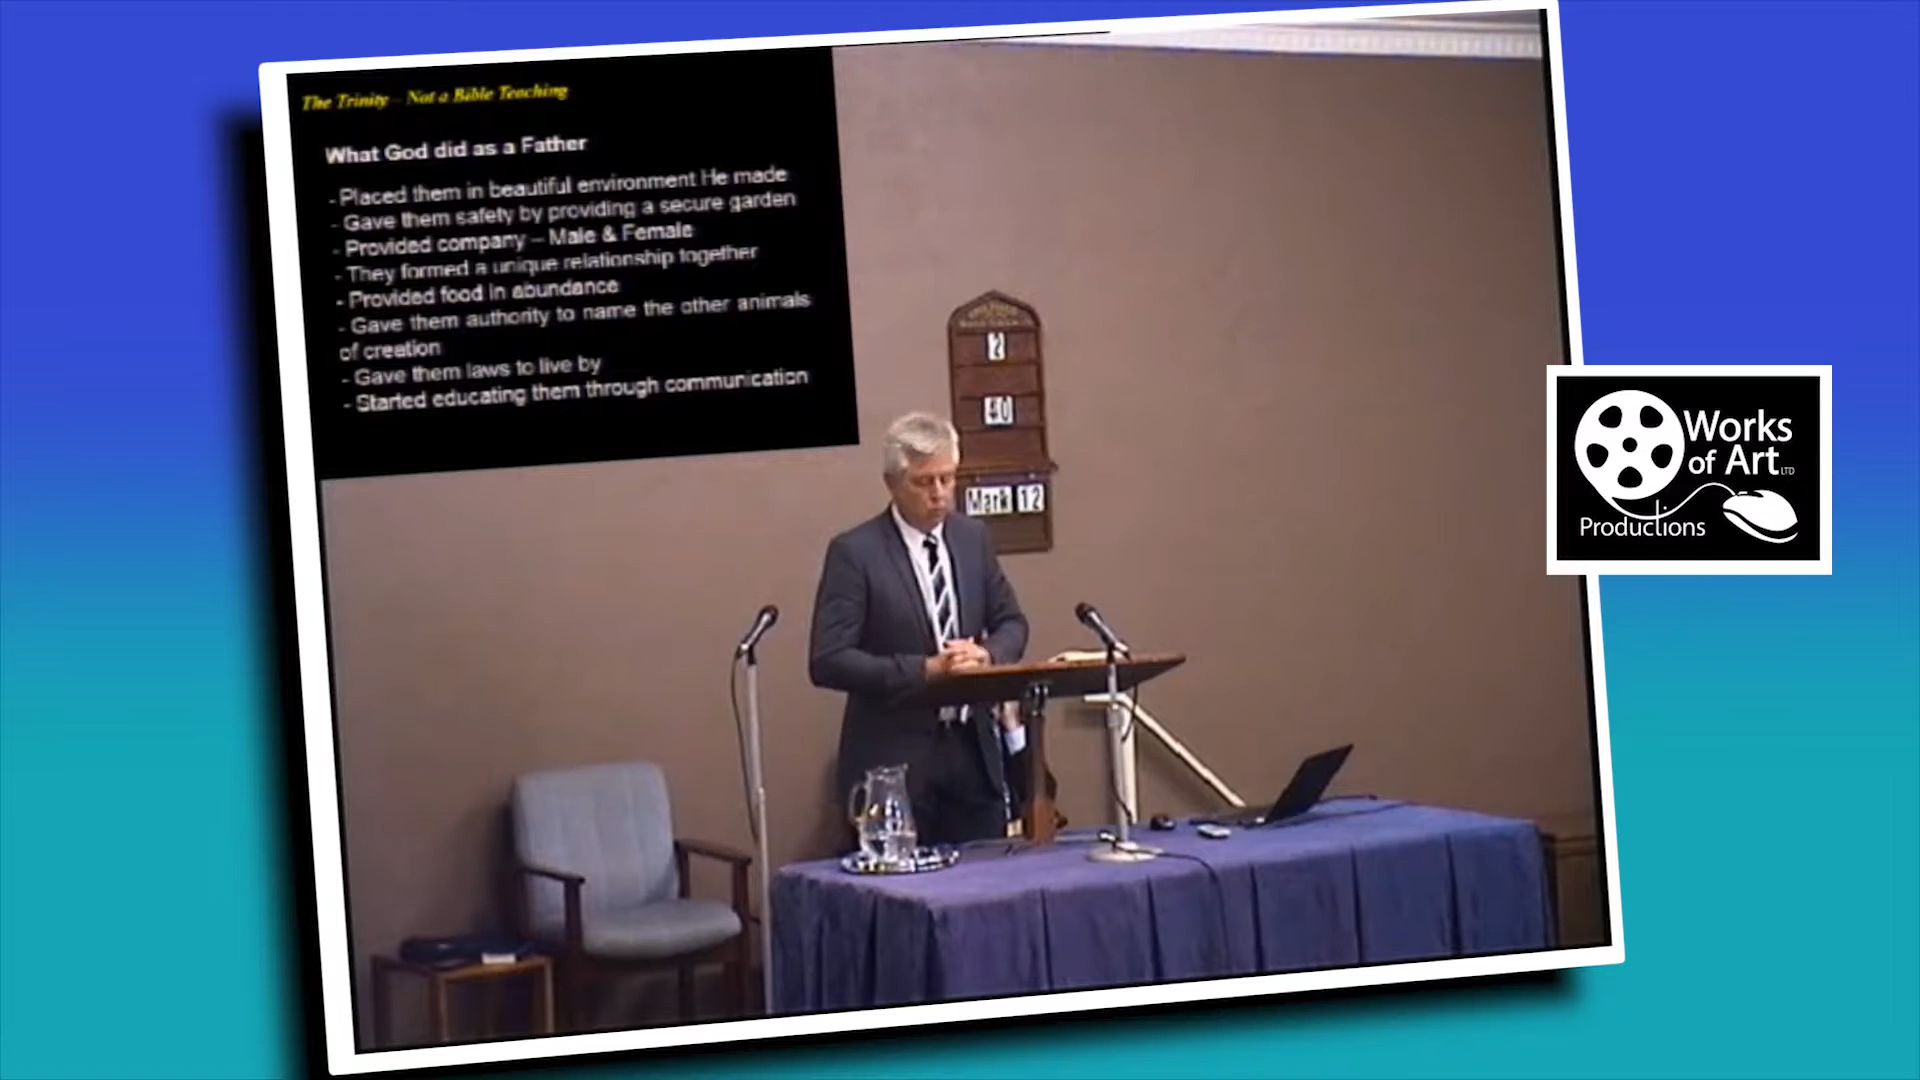 The Trinity – Not a Bible Teaching
What God did as a Father
- Placed them in beautiful environment He made
- Gave them safety by providing a secure garden
- Provided company – Male & Female
- They formed a unique relationship together
- Provided food in abundance
- Gave them authority to name the other animals
of creation
- Gave them laws to live by
- Started educating them through communication
2
40
Mark 12
Works
of Art LTD
Productions